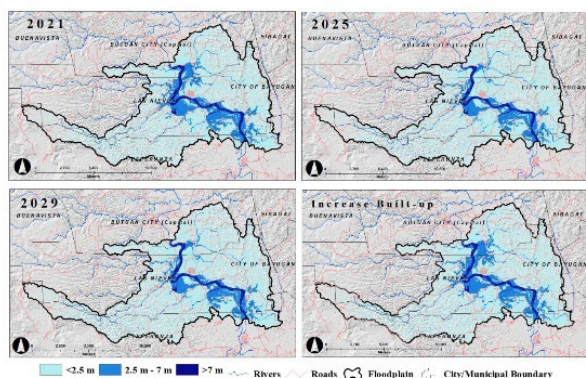 2021
BUENAVISTA
BUTUAN CITY (Capital)
SIBAGAT
CITY OF BAYUGAN
LAS NIEVES
ESPERANZA
2025
BUENAVISTA
BUTUAN CITY (Capital)
SIBAGAT
CITY OF BAYUGAN
LAS NIEVES
ESPERANZA
2029
BUENAVISTA
BUTUAN CITY (Capital)
SIBAGAT
CITY OF BAYUGAN
LAS NIEVES
ESPERANZA
Increase Built-up
BUENAVISTA
BUTUAN CITY (Capital)
SIBAGAT
CITY OF BAYUGAN
LAS NIEVES
ESPERANZA
<2.5 m 2.5 m - 7 m >7 m Rivers Roads Floodplain City/Municipal Boundary